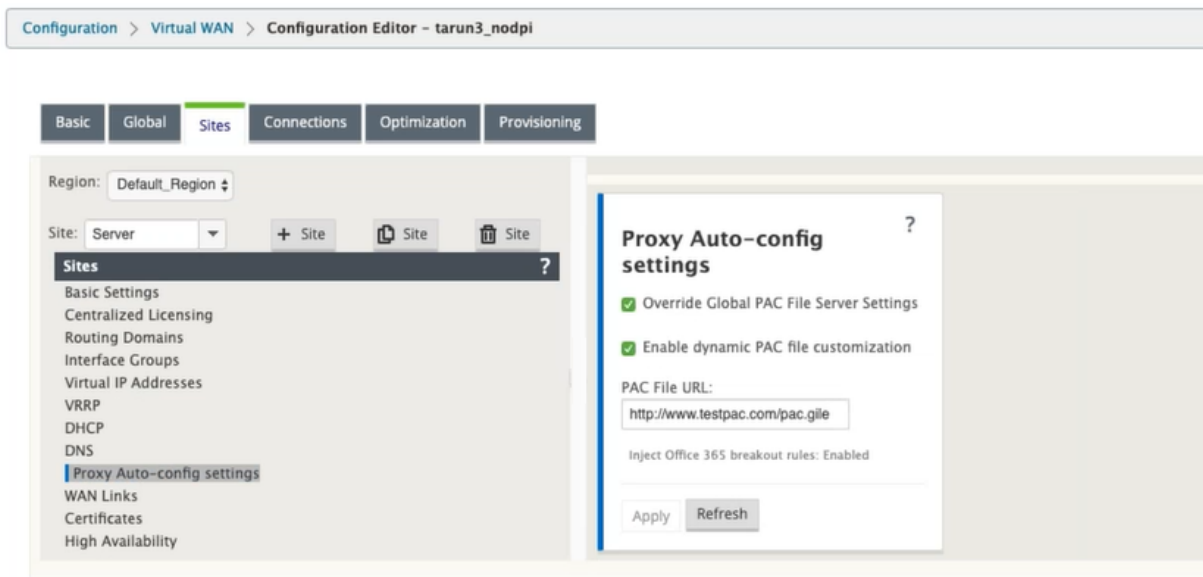 Configuration > Virtual WAN > Configuration Editor – tarun3_nodpi
Basic Global Sites Connections Optimization Provisioning
Region: Default_Region
Site: Server + Site Site Site
Sites ?
Basic Settings
Centralized Licensing
Routing Domains
Interface Groups
Virtual IP Addresses
VRRP
DHCP
DNS
Proxy Auto-config settings
WAN Links
Certificates
High Availability
Proxy Auto-config ?
settings
Override Global PAC File Server Settings
Enable dynamic PAC file customization
PAC File URL:
http://www.testpac.com/pac.gile
Inject Office 365 breakout rules: Enabled
Apply Refresh